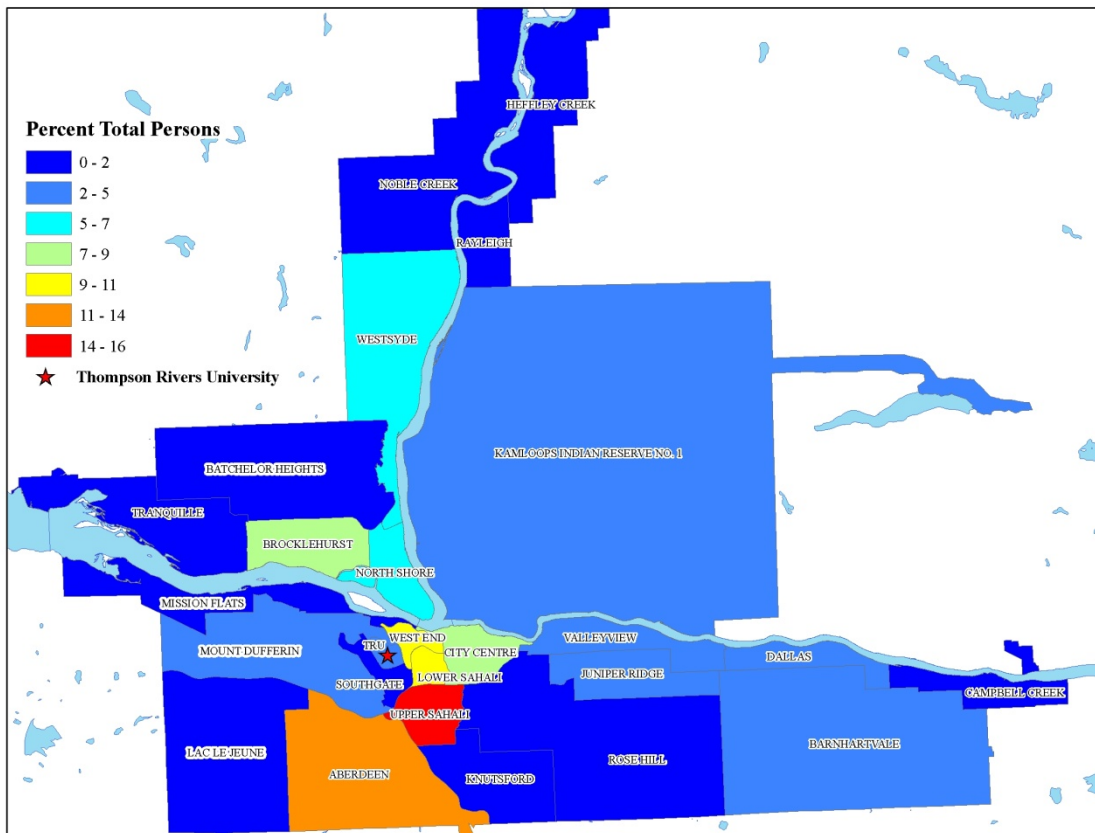 Percent Total Persons
0 - 2
2 - 5
5 - 7
7 - 9
9 - 11
11 - 14
14 - 16
Thompson Rivers University
HEFFLEY CREEK
NOBLE CREEK
RAYLEIGH
WESTSYDE
KAMLOOPS INDIAN RESERVE NO. 1
BATCHELOR HEIGHTS
TRANQUILLE
BROCKLEHURST
NORTH SHORE
MISSION FLATS
WEST END
VALLEYVIEW
TRU
MOUNT DUFFERIN
CITY CENTRE
DALLAS
LOWER SAHALI
JUNIPER RIDGE
SOUTHGATE
CAMPBELL CREEK
UPPER SAHALI
BARNHARTVALE
LAC LE JEUNE
ROSE HILL
ABERDEEN
KNUTSFORD